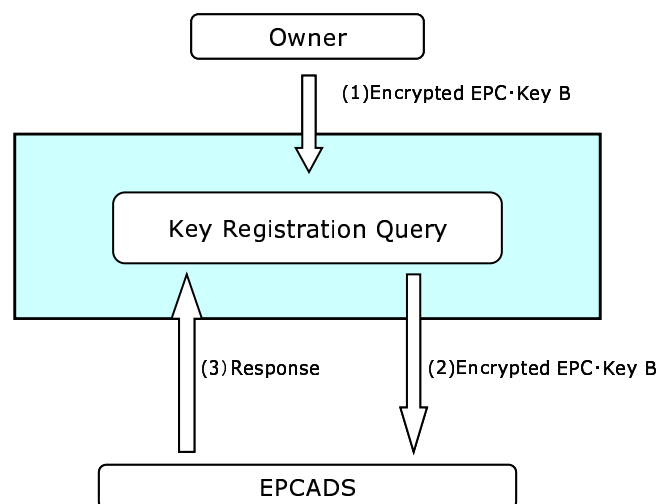 Owner
(1)Encrypted EPC・Key B
Key Registration Query
(3)Response
(2)Encrypted EPC・Key B
EPCADS